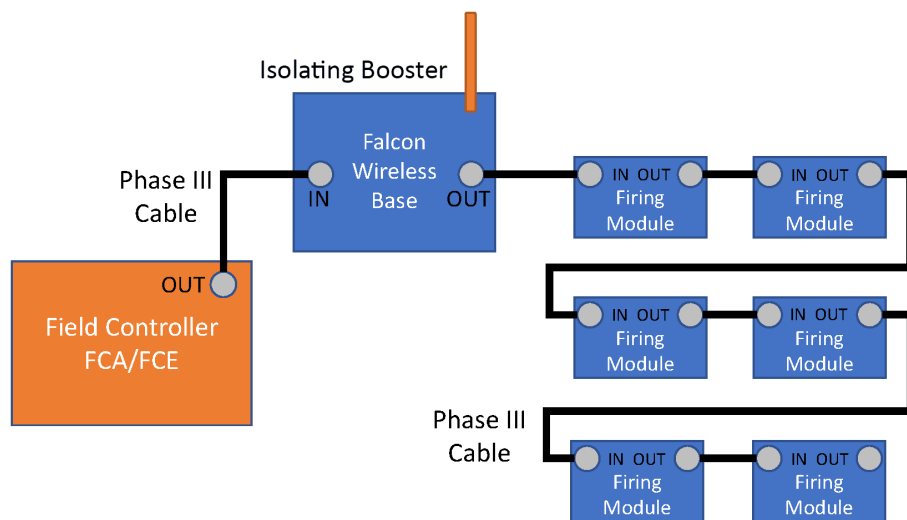 Isolating Booster
Falcon
Wireless
Base
IN
OUT
Phase III
Cable
OUT
Field Controller
FCA/FCE
IN OUT
Firing
Module
IN OUT
Firing
Module
IN OUT
Firing
Module
IN OUT
Firing
Module
Phase III
Cable
IN OUT
Firing
Module
IN OUT
Firing
Module